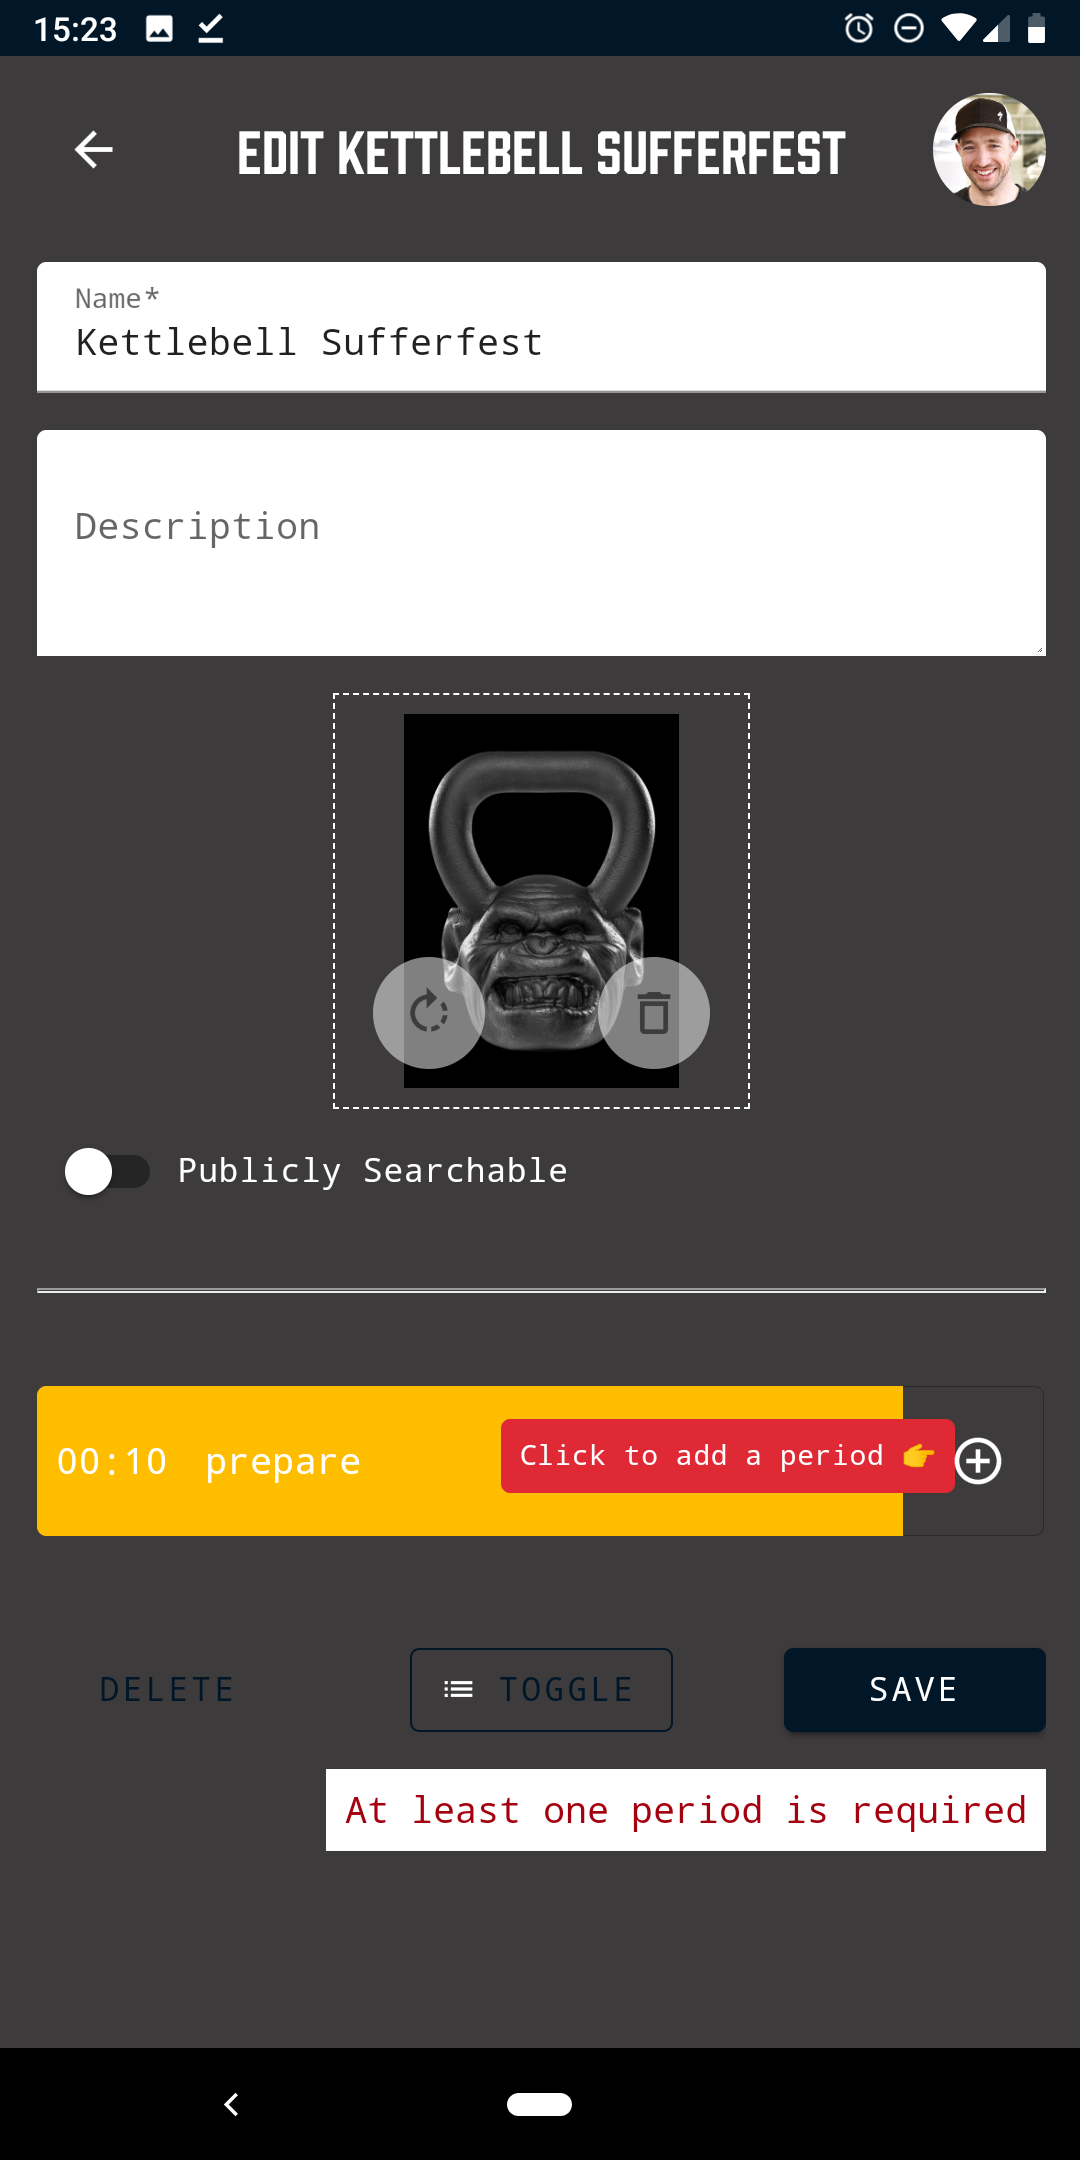 15:23
EDIT KETTLEBELL SUFFERFEST
Name*
Kettlebell Sufferfest
Description
Publicly Searchable
00:10 prepare
Click to add a period 👉
DELETE
TOGGLE
SAVE
At least one period is required